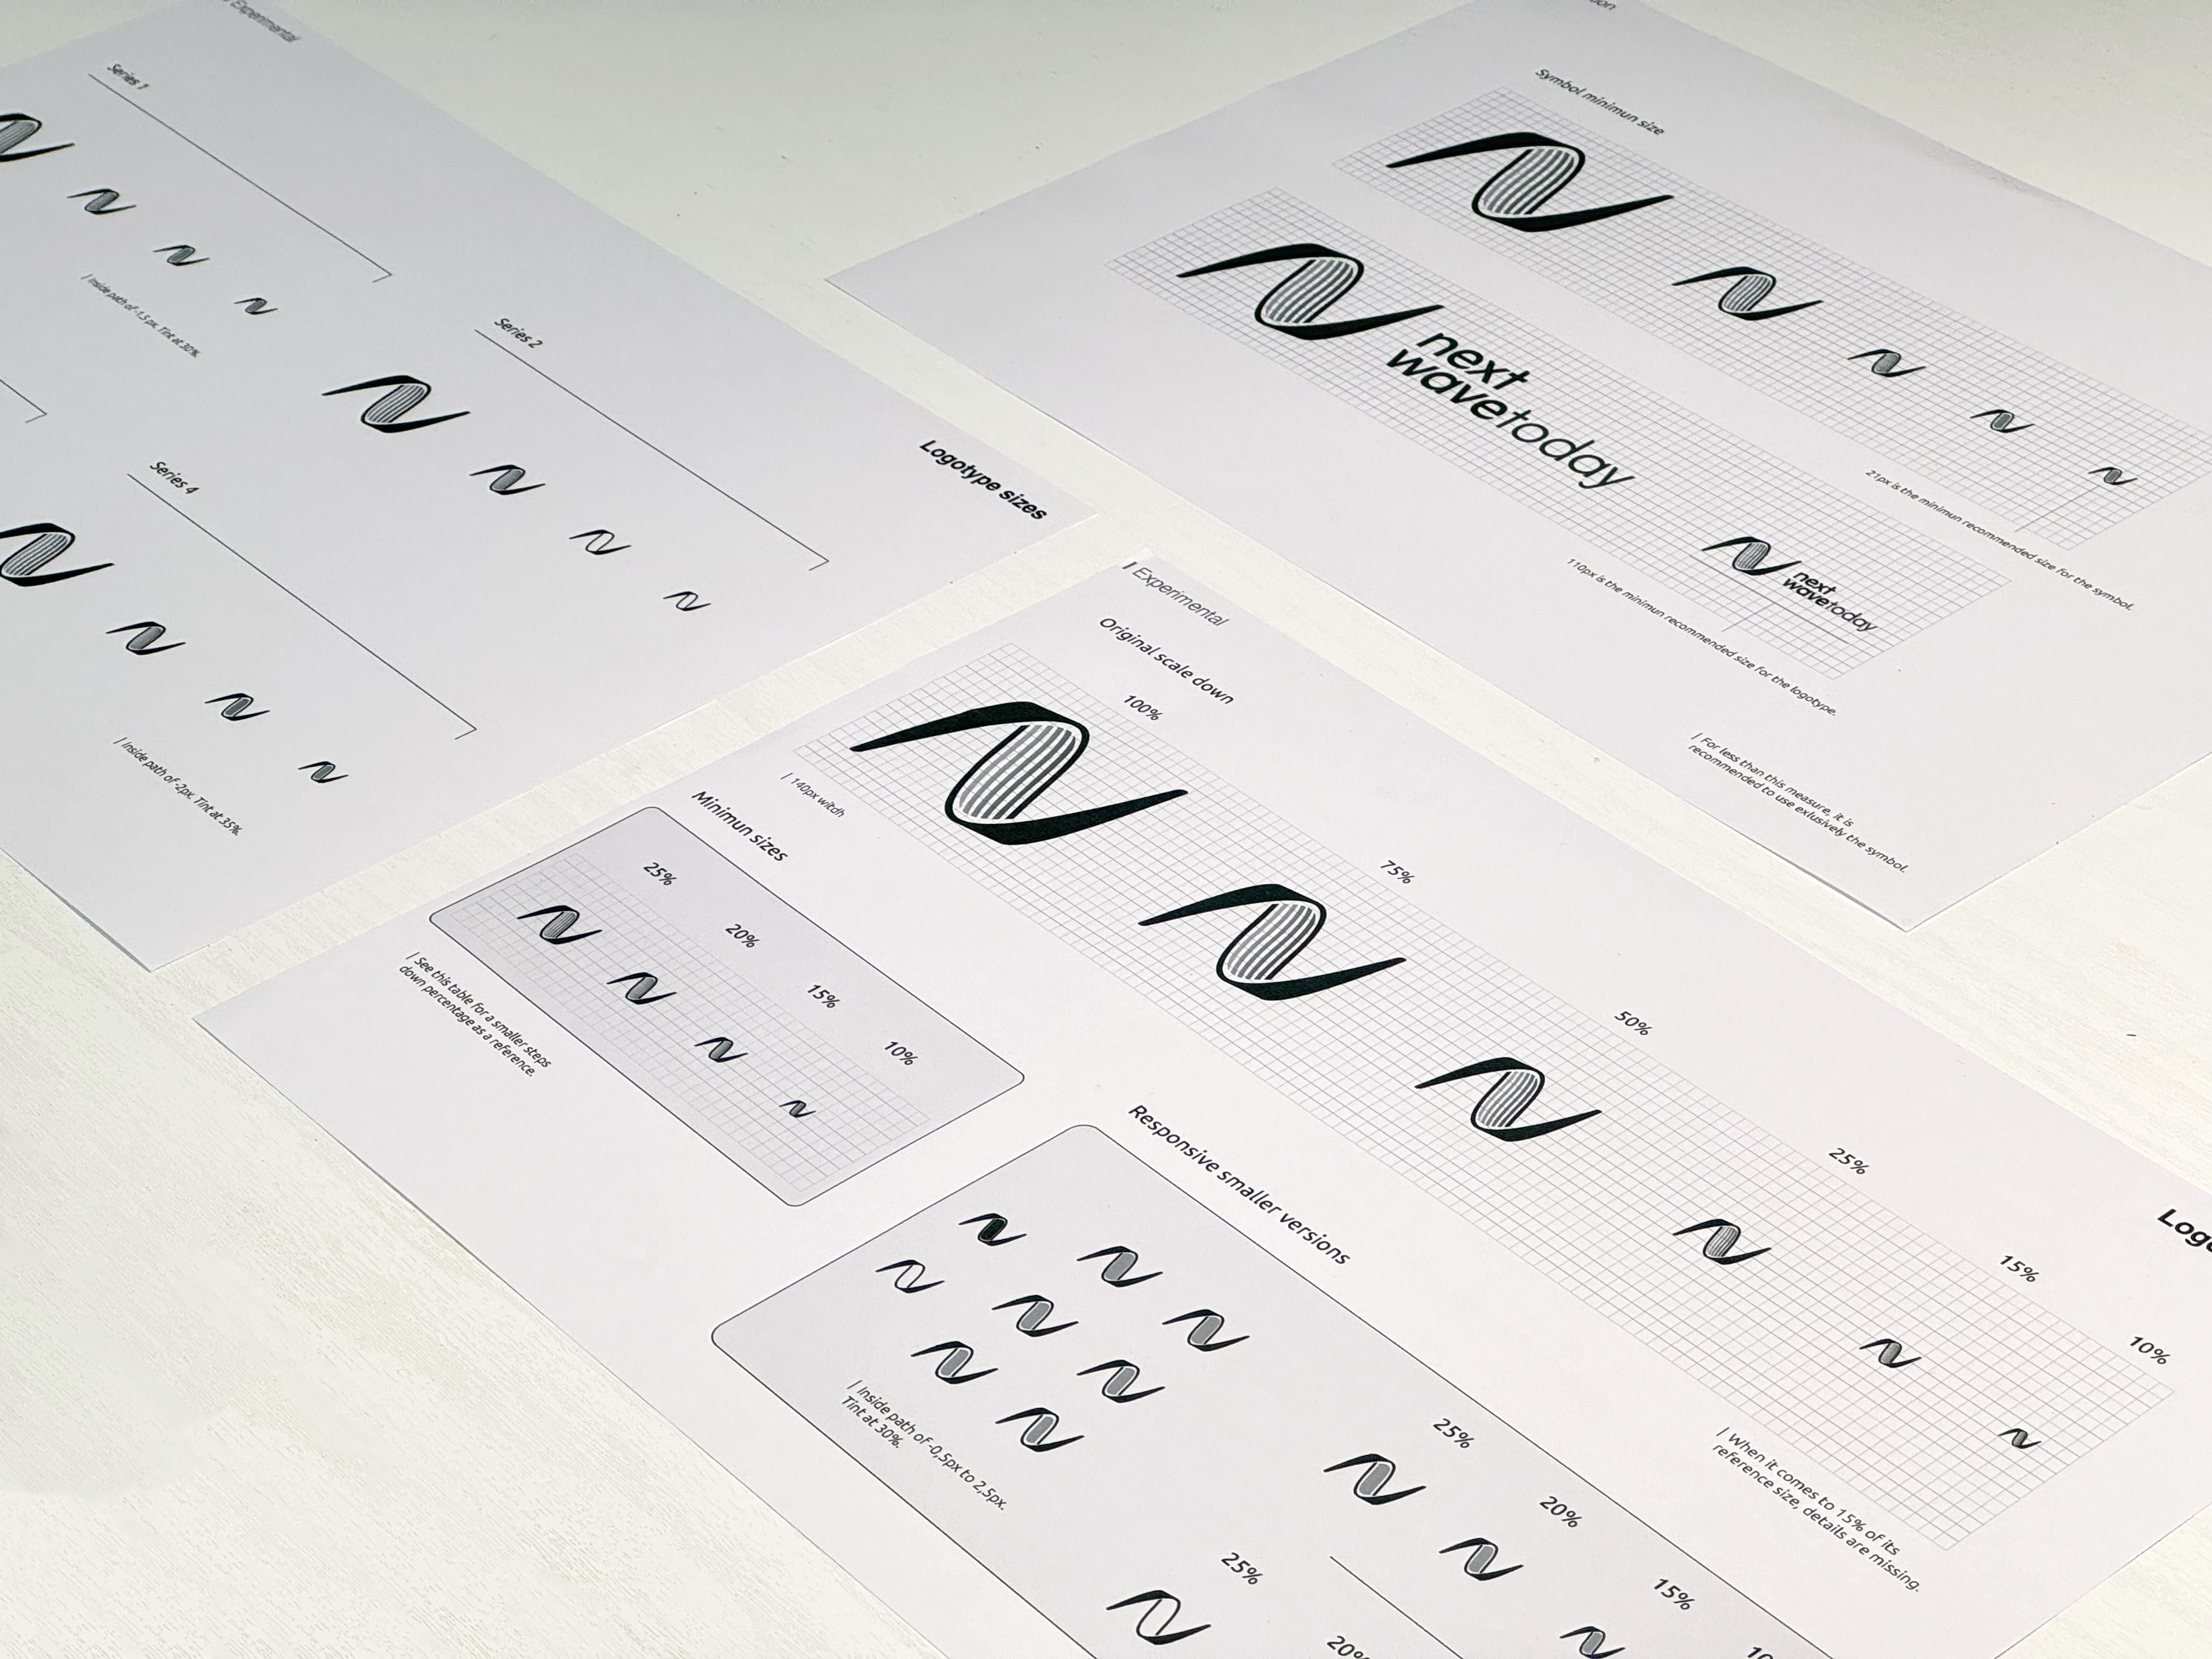 Experimental
Series 1
| Inside path of -1,5 px. Tint at 30%.
Series 2
Series 4
| Inside path of -2px. Tint at 35%.
Logotype sizes
Symbol minimun size
21px is the minimun recommended size for the symbol.
next
wavetoday
next
wavetoday
110px is the minimun recommended size for the logotype.
| For less than this measure, it is
recommended to use exlusively the symbol.
| Experimental
Original scale down
100%
75%
50%
25%
15%
10%
| 140px witdh
| When it comes to 15% of its
reference size, details are missing.
Minimun sizes
25%
20%
15%
10%
| See this table for a smaller steps
down percentage as a reference.
Responsive smaller versions
| Inside path of -0,5px to 2,5px.
Tint at 30%.
25%
20%
15%
25%
20%